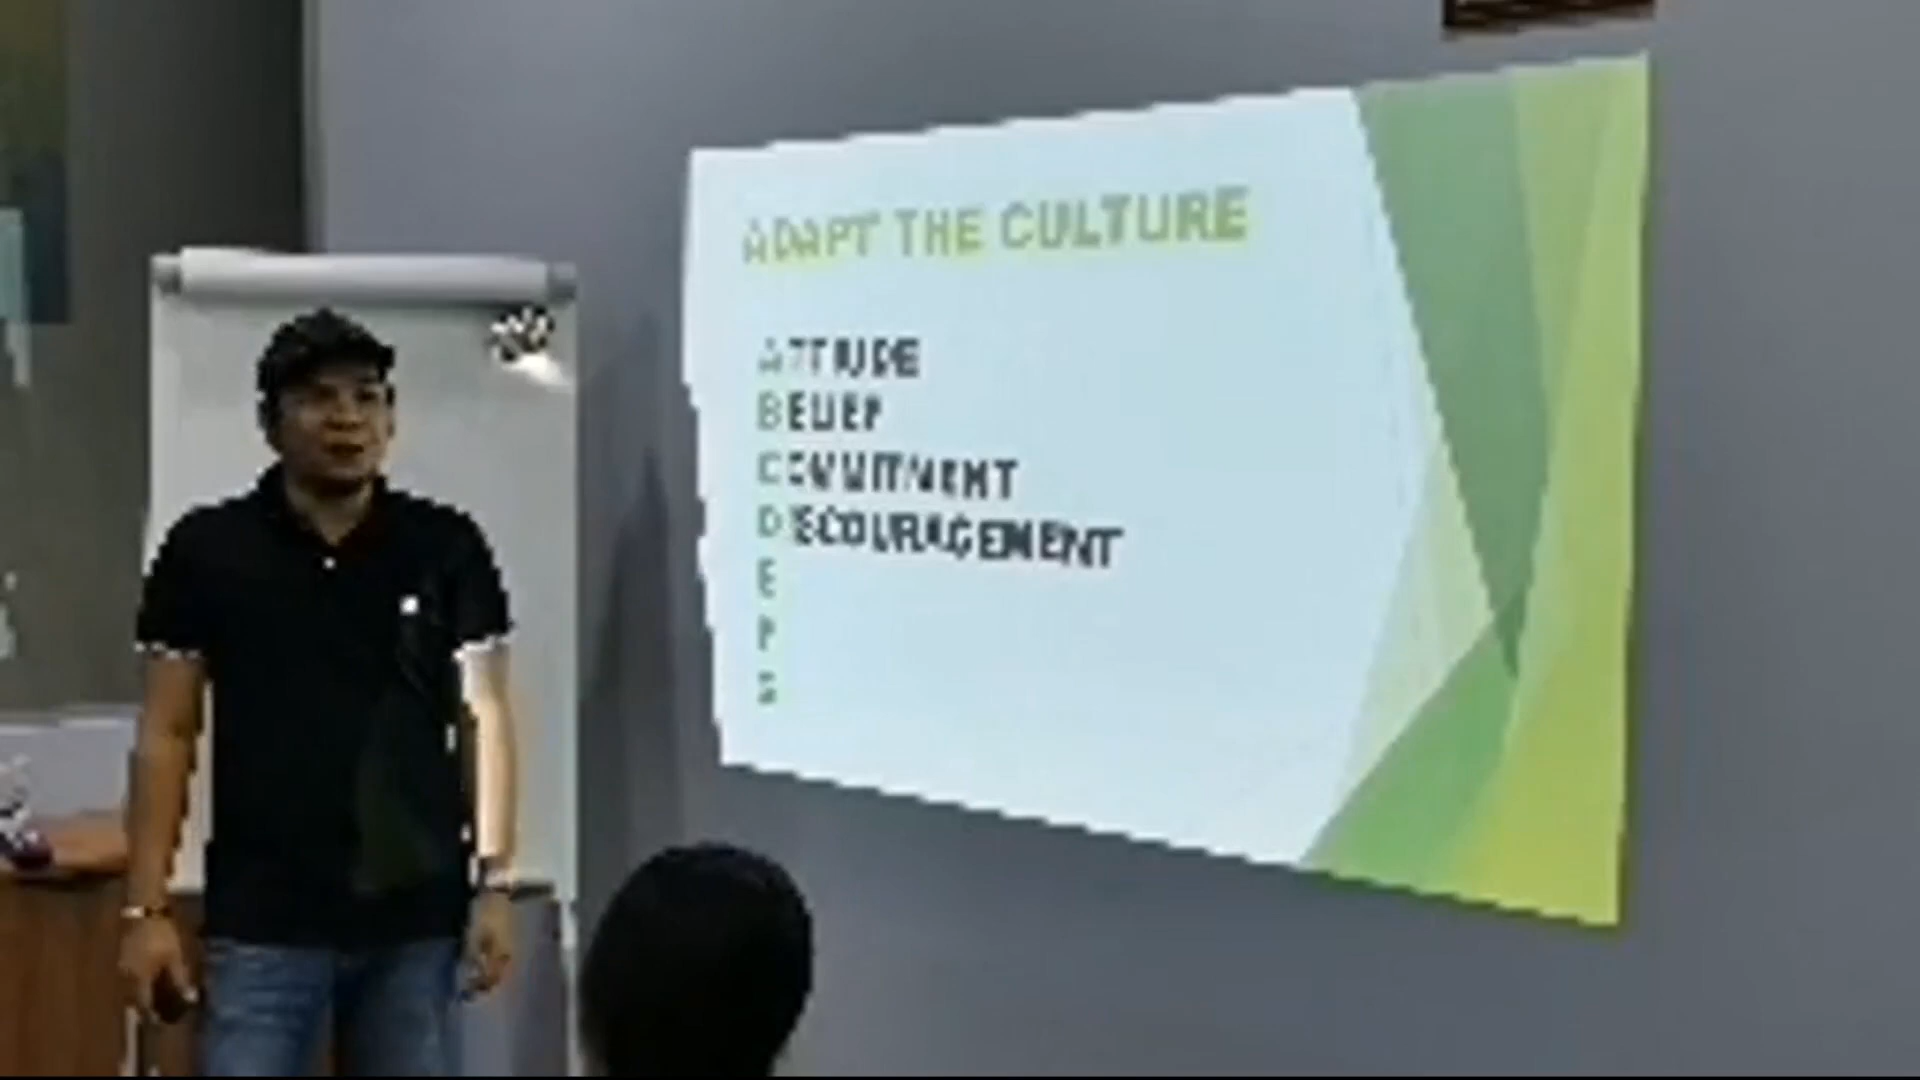 ADAPT THE CULTURE
ATTITUDE
BELIEF
COMMITMENT
DISCOURAGEMENT
E